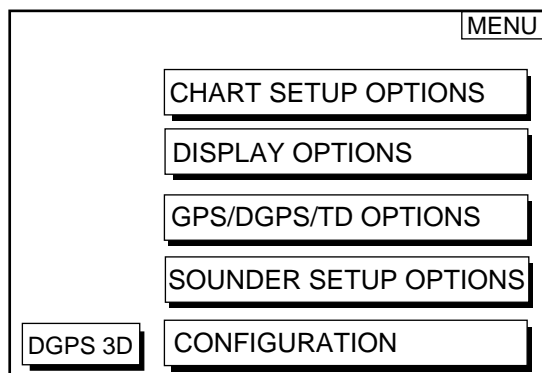 MENU
CHART SETUP OPTIONS
DISPLAY OPTIONS
GPS/DGPS/TD OPTIONS
SOUNDER SETUP OPTIONS
DGPS 3D
CONFIGURATION